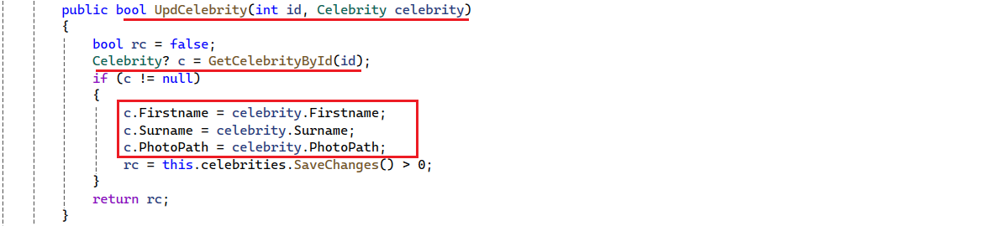 public bool UpdCelebrity(int id, Celebrity celebrity)
{
bool rc = false;
Celebrity? c = GetCelebrityById(id);
if (c != null)
{
c.Firstname = celebrity.Firstname;
c.Surname = celebrity.Surname;
c.PhotoPath = celebrity.PhotoPath;
rc = this.celebrities.SaveChanges() > 0;
}
return rc;
}